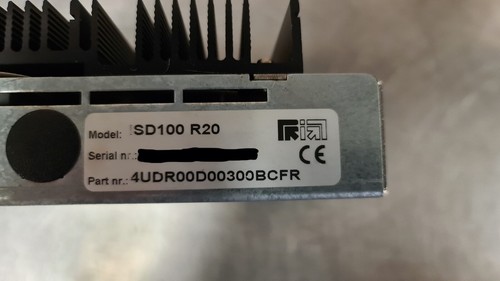 Model: SD100 R20
Serial nr.:
Part nr.: 4UDR00D00300BCFR
CE